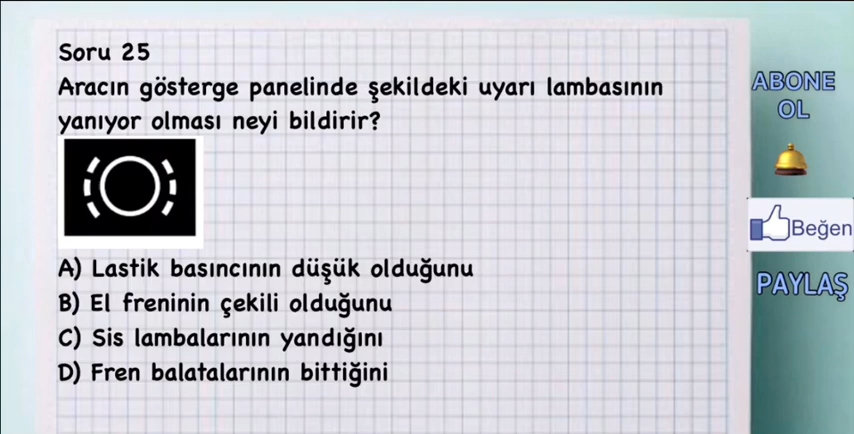 Soru 25
Aracın gösterge panelinde şekildeki uyarı lambasının
yanıyor olması neyi bildirir?
A) Lastik basıncının düşük olduğunu
B) El freninin çekili olduğunu
C) Sis lambalarının yandığını
D) Fren balatalarının bittiğini
ABONE
OL
Beğen
PAYLAŞ